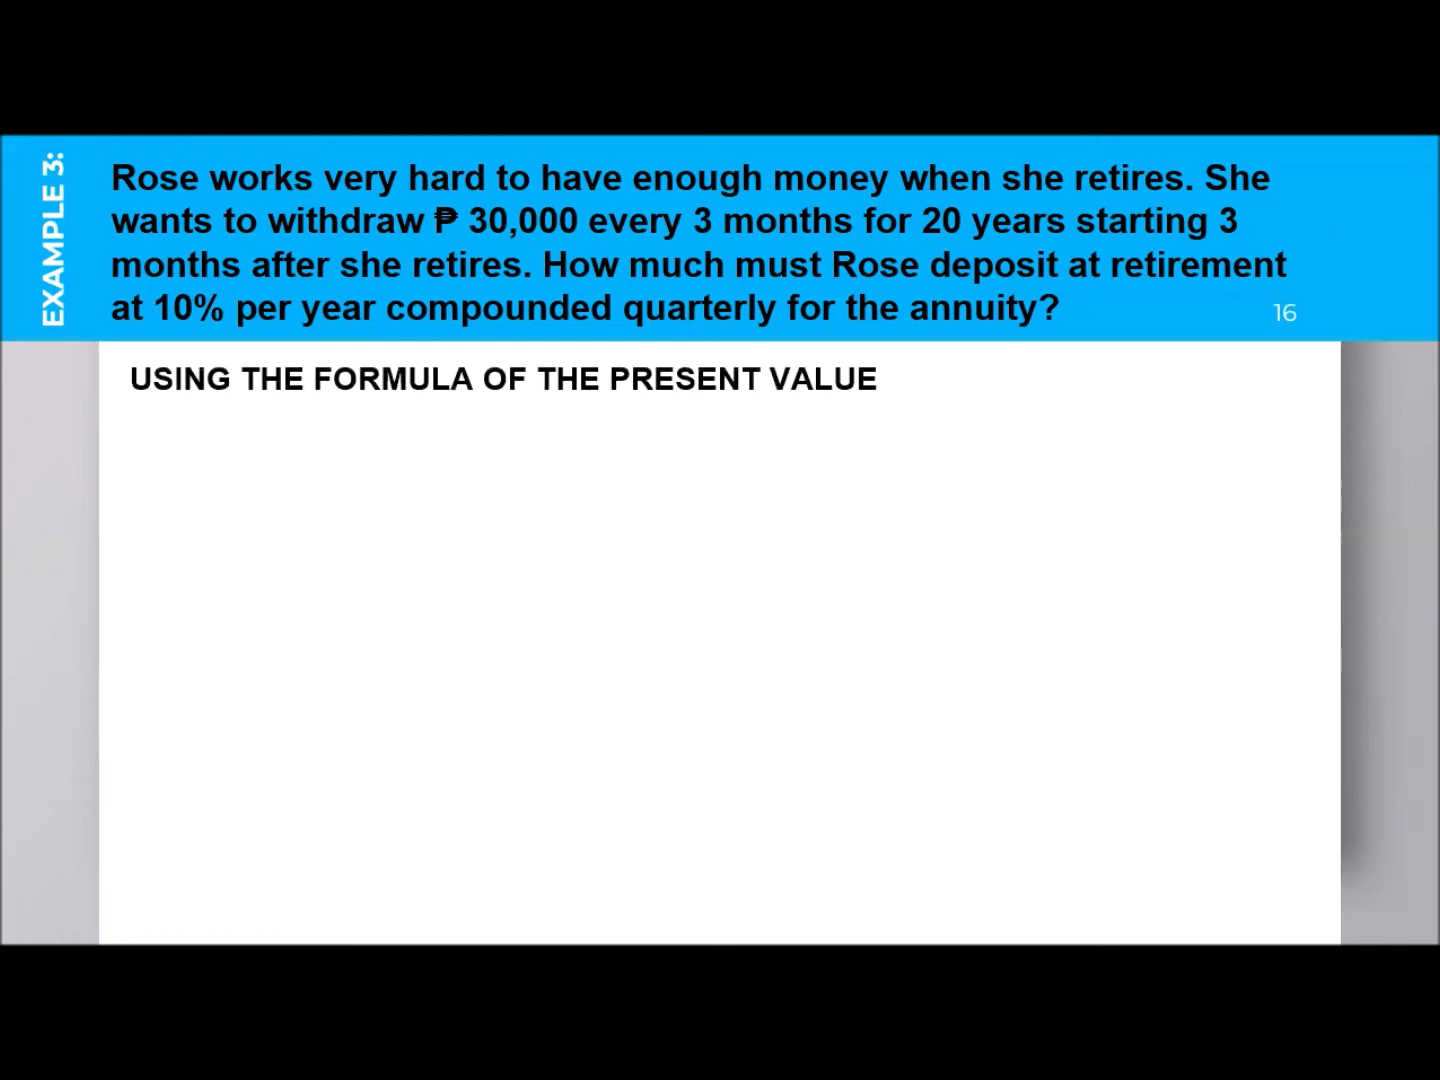 EXAMPLE 3:
Rose works very hard to have enough money when she retires. She
wants to withdraw ₱ 30,000 every 3 months for 20 years starting 3
months after she retires. How much must Rose deposit at retirement
at 10% per year compounded quarterly for the annuity?
16
USING THE FORMULA OF THE PRESENT VALUE